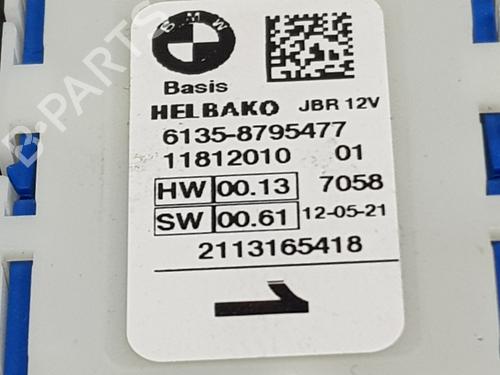 BMW
Basis
HELBAKO JBR 12V
6135-8795477
11812010 01
HW 00.13 7058
SW 00.61 12-05-21
2113165418
1
B-PARTS